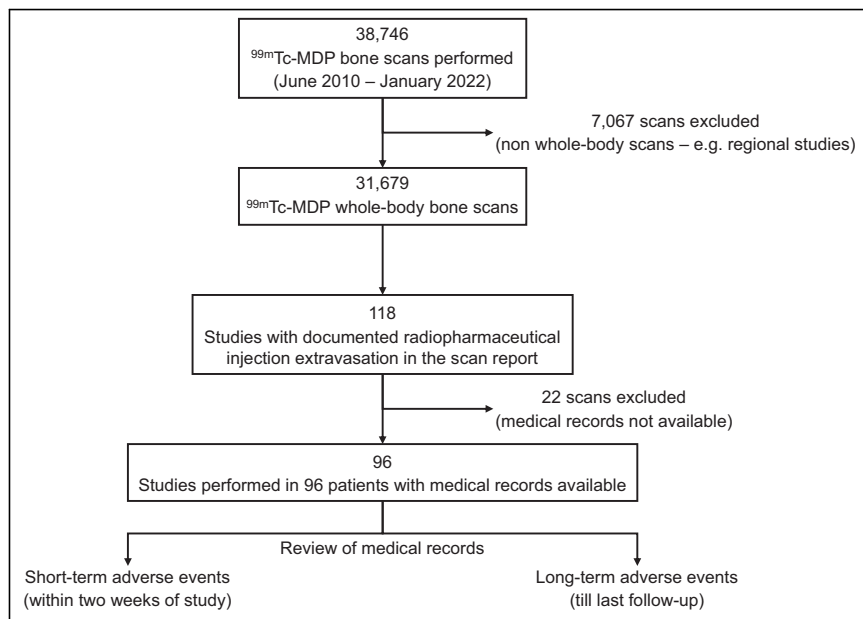 38,746
99mTc-MDP bone scans performed
(June 2010 – January 2022)
7,067 scans excluded
(non whole-body scans – e.g. regional studies)
31,679
99mTc-MDP whole-body bone scans
118
Studies with documented radiopharmaceutical
injection extravasation in the scan report
22 scans excluded
(medical records not available)
96
Studies performed in 96 patients with medical records available
Review of medical records
Short-term adverse events
(within two weeks of study)
Long-term adverse events
(till last follow-up)